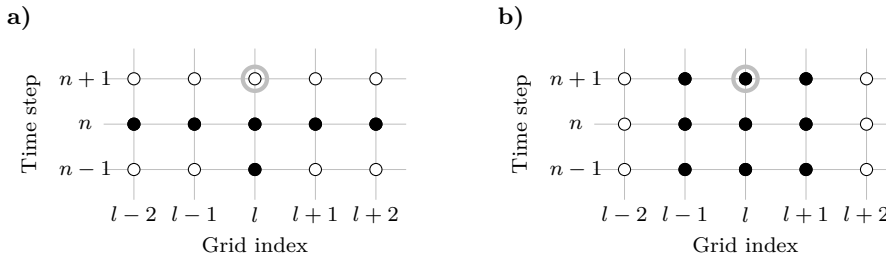 a)
Time step
n + 1
n
n − 1
l − 2 l − 1 l l + 1 l + 2
Grid index
b)
Time step
n + 1
n
n − 1
l − 2 l − 1 l l + 1 l + 2
Grid index